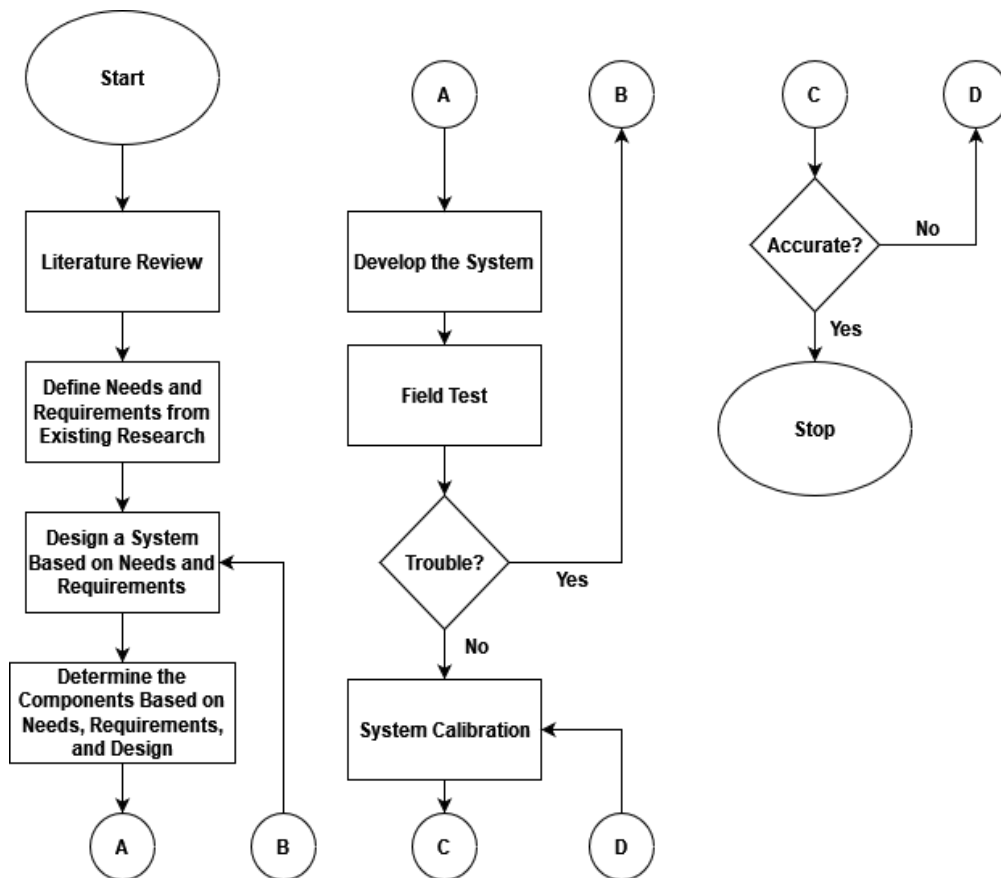 Start
Literature Review
Define Needs and
Requirements from
Existing Research
Design a System
Based on Needs and
Requirements
Determine the
Components Based on
Needs, Requirements,
and Design
A
B
A
B
Develop the System
Field Test
Trouble?
Yes
No
System Calibration
C
D
C
D
Accurate?
No
Yes
Stop